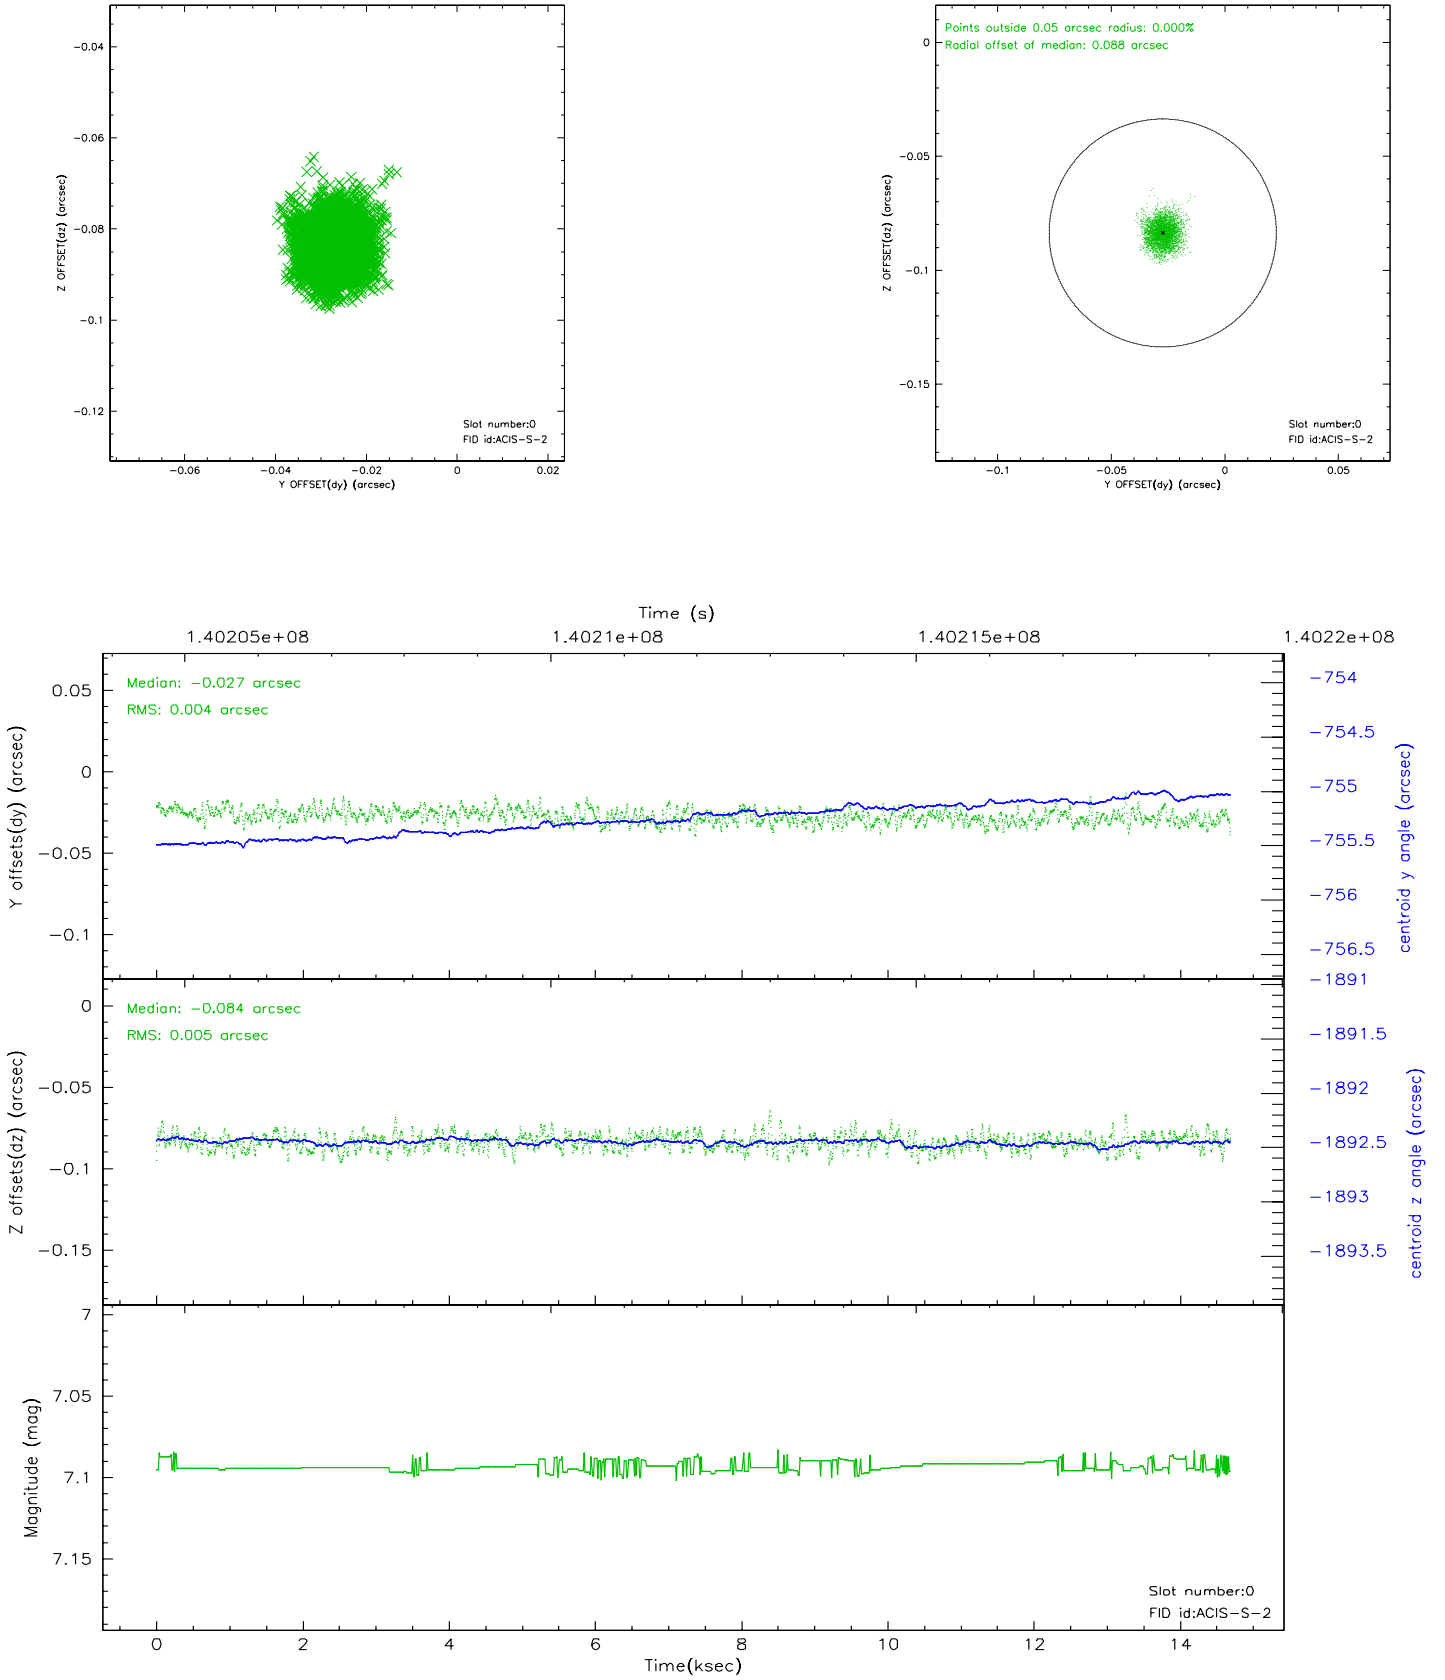 −0.04
−0.06
−0.08
−0.1
−0.12
Z OFFSET(dz) (arcsec)
Slot number:0
FID id:ACIS−S−2
−0.06
−0.04
−0.02
0
0.02
Y OFFSET(dy) (arcsec)
Points outside 0.05 arcsec radius: 0.000%
Radial offset of median: 0.088 arcsec
0
−0.05
−0.1
−0.15
Z OFFSET(dz) (arcsec)
Slot number:0
FID id:ACIS−S−2
−0.1
−0.05
0
0.05
Y OFFSET(dy) (arcsec)
Time (s)
1.40205e+08
1.4021e+08
1.40215e+08
1.4022e+08
Median: −0.027 arcsec
RMS: 0.004 arcsec
0.05
0
−0.05
−0.1
Y offsets(dy) (arcsec)
−754
−754.5
−755
−755.5
−756
−756.5
centroid y angle (arcsec)
Median: −0.084 arcsec
RMS: 0.005 arcsec
0
−0.05
−0.1
−0.15
Z offsets(dz) (arcsec)
−1891
−1891.5
−1892
−1892.5
−1893
−1893.5
centroid z angle (arcsec)
7
7.05
7.1
7.15
Magnitude (mag)
Slot number:0
FID id:ACIS−S−2
0
2
4
6
8
10
12
14
Time(ksec)